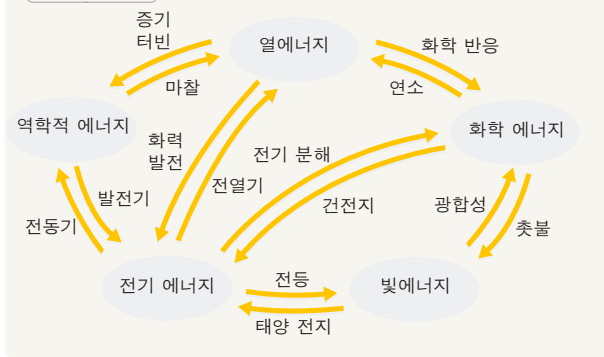 증기
터빈
열에너지
화학 반응
마찰
연소
역학적 에너지
화학 에너지
화력
발전
전기 분해
전열기
건전지
발전기
전동기
광합성
촛불
전기 에너지
전등
빛에너지
태양 전지